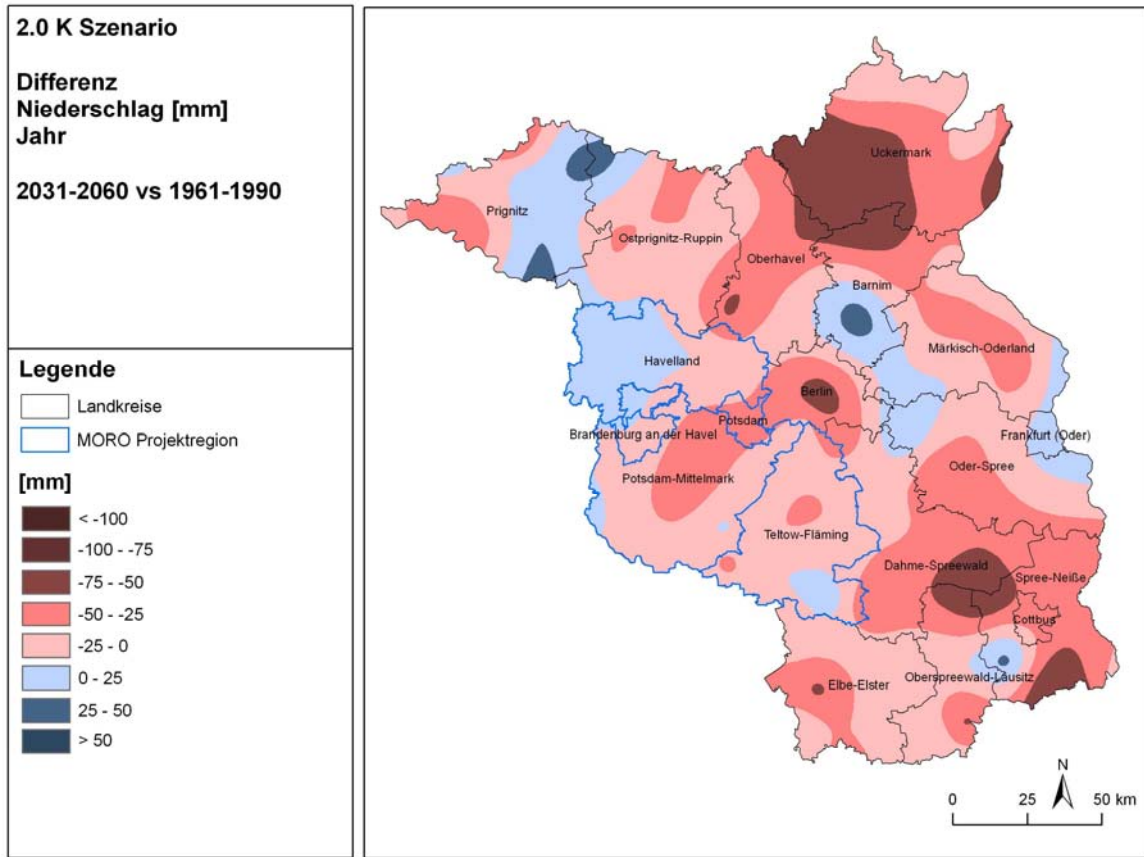 2.0 K Szenario
Differenz
Niederschlag [mm]
Jahr
2031-2060 vs 1961-1990
Legende
Landkreise
MORO Projektregion
[mm]
< -100
-100 - -75
-75 - -50
-50 - -25
-25 - 0
0 - 25
25 - 50
> 50
Uckermark
Prignitz
Ostprignitz-Ruppin
Oberhavel
Barnim
Märkisch-Oderland
Havelland
Berlin
Potsdam
Brandenburg an der Havel
Frankfurt (Oder)
Oder-Spree
Potsdam-Mittelmark
Teltow-Fläming
Dahme-Spreewald
Spree-Neiße
Cottbus
Elbe-Elster
Oberspreewald-Lausitz
N
0 25 50 km